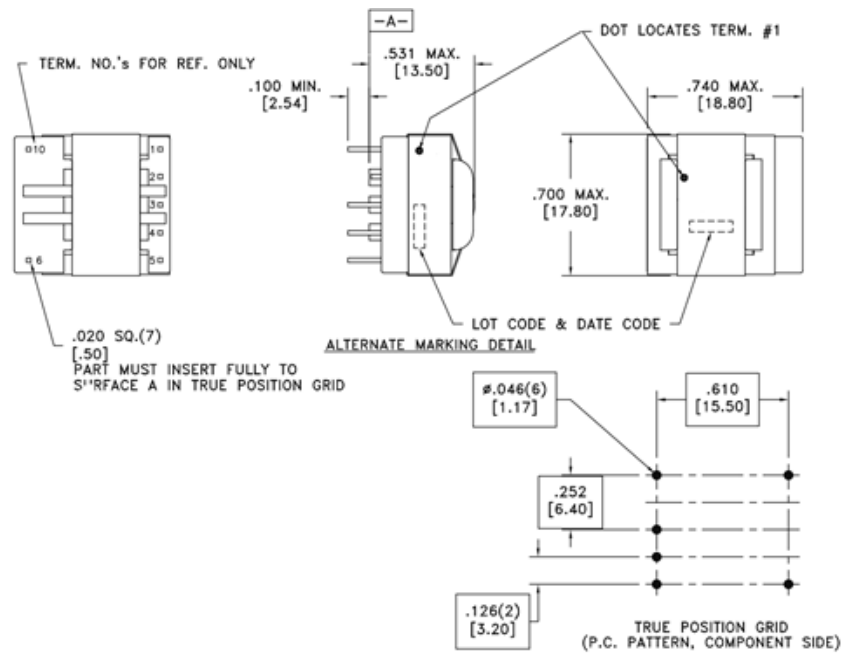 -A-
DOT LOCATES TERM. #1
TERM. NO.'s FOR REF. ONLY
.531 MAX.
[13.50]
.100 MIN.
[2.54]
.740 MAX.
[18.80]
10
1
2
3
4
6
5
.700 MAX.
[17.80]
LOT CODE & DATE CODE
.020 SQ.(7)
[.50]
PART MUST INSERT FULLY TO
S''RFACE A IN TRUE POSITION GRID
ALTERNATE MARKING DETAIL
ø.046(6)
[1.17]
.610
[15.50]
.252
[6.40]
.126(2)
[3.20]
TRUE POSITION GRID
(P.C. PATTERN, COMPONENT SIDE)